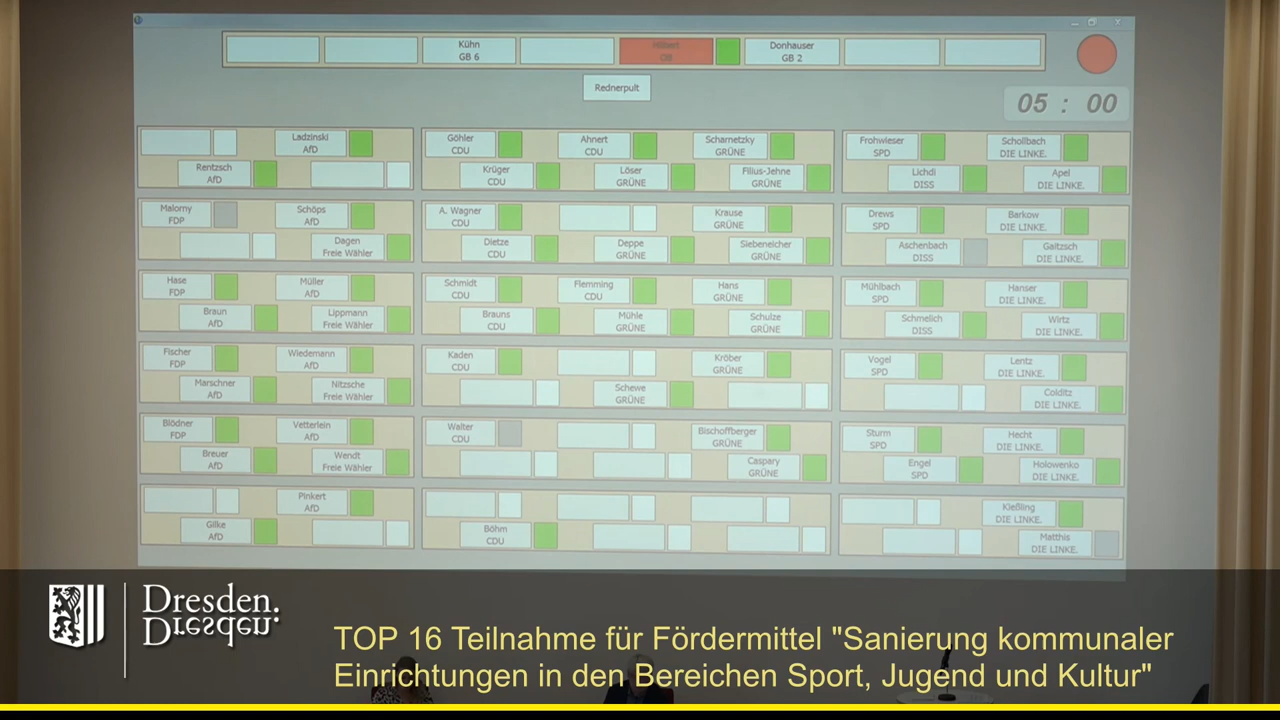 Kühn
GB 6
Hilbert
GB
Donhauser
GB 2
Rednerpult
05 : 00
Ladzinski
AfD
Rentzsch
AfD
Göhler
CDU
Ahnert
CDU
Scharnetzky
GRÜNE
Krüger
CDU
Löser
GRÜNE
Filius-Jehne
GRÜNE
Frohwieser
SPD
Schollbach
DIE LINKE.
Lichdi
DISS
Apel
DIE LINKE.
Malorny
FDP
Schöps
AfD
Dagen
Freie Wähler
A. Wagner
CDU
Krause
GRÜNE
Dietze
CDU
Deppe
GRÜNE
Siebeneicher
GRÜNE
Drews
SPD
Barkow
DIE LINKE.
Aschenbach
DISS
Gaitzsch
DIE LINKE.
Hase
FDP
Müller
AfD
Braun
AfD
Lippmann
Freie Wähler
Schmidt
CDU
Flemming
CDU
Hans
GRÜNE
Brauns
CDU
Mühle
GRÜNE
Schulze
GRÜNE
Mühlbach
SPD
Hanser
DIE LINKE.
Schmelich
DISS
Wirtz
DIE LINKE.
Fischer
FDP
Wiedemann
AfD
Marschner
AfD
Nitzsche
Freie Wähler
Kaden
CDU
Kröber
GRÜNE
Schewe
GRÜNE
Vogel
SPD
Lentz
DIE LINKE.
Colditz
DIE LINKE.
Blödner
FDP
Vetterlein
AfD
Breuer
AfD
Wendt
Freie Wähler
Walter
CDU
Bischoffberger
GRÜNE
Caspary
GRÜNE
Sturm
SPD
Hecht
DIE LINKE.
Engel
SPD
Holowenko
DIE LINKE.
Pinkert
AfD
Gilke
AfD
Böhm
CDU
Kießling
DIE LINKE.
Matthis
DIE LINKE.
Dresden.
Dresden.
TOP 16 Teilnahme für Fördermittel "Sanierung kommunaler
Einrichtungen in den Bereichen Sport, Jugend und Kultur"